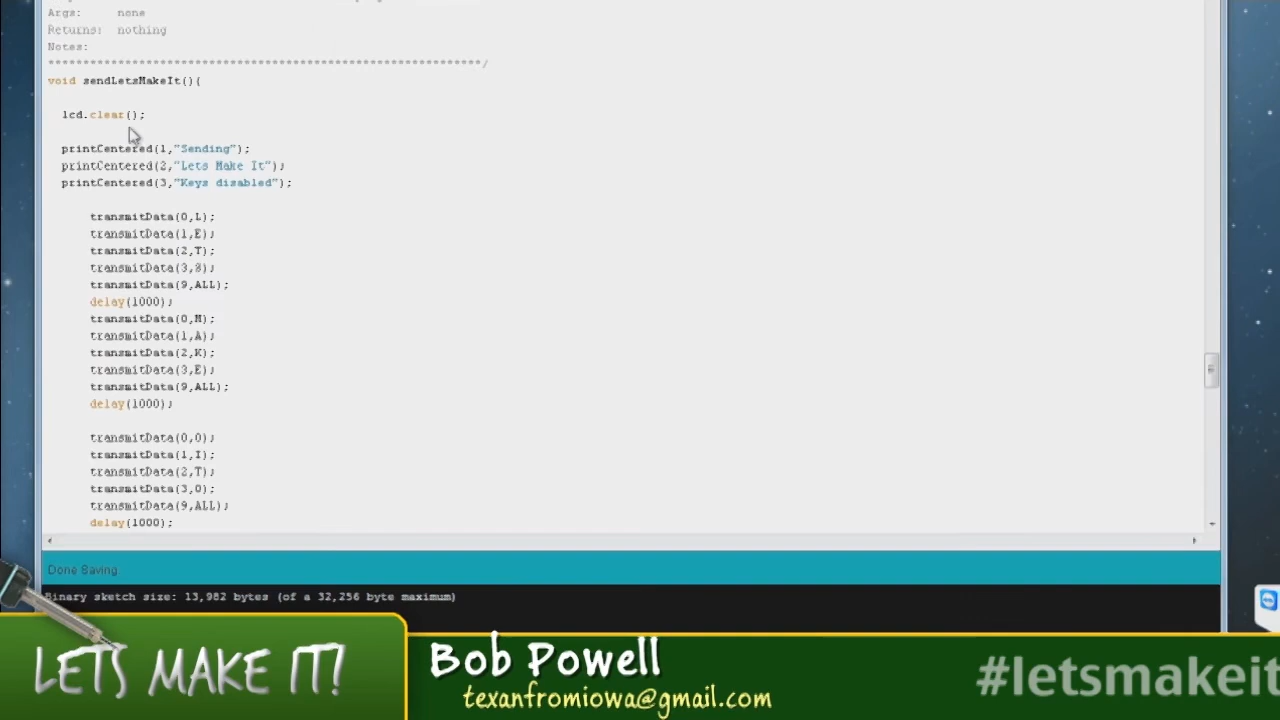 Args:    none
Returns:  nothing
Notes:
**************************************************************/
void sendLetsMakeIt(){
lcd.clear();
printCentered(1,"Sending");
printCentered(2,"Lets Make It");
printCentered(3,"Keys disabled");
transmitData(0,L);
transmitData(1,E);
transmitData(2,T);
transmitData(3,S);
transmitData(9,ALL);
delay(1000);
transmitData(0,M);
transmitData(1,A);
transmitData(2,K);
transmitData(3,E);
transmitData(9,ALL);
delay(1000);
transmitData(0,0);
transmitData(1,I);
transmitData(2,T);
transmitData(3,0);
transmitData(9,ALL);
delay(1000);
Done Saving.
Binary sketch size: 13,982 bytes (of a 32,256 byte maximum)
LETS MAKE IT!
Bob Powell
texanfromiowa@gmail.com
#letsmakeit